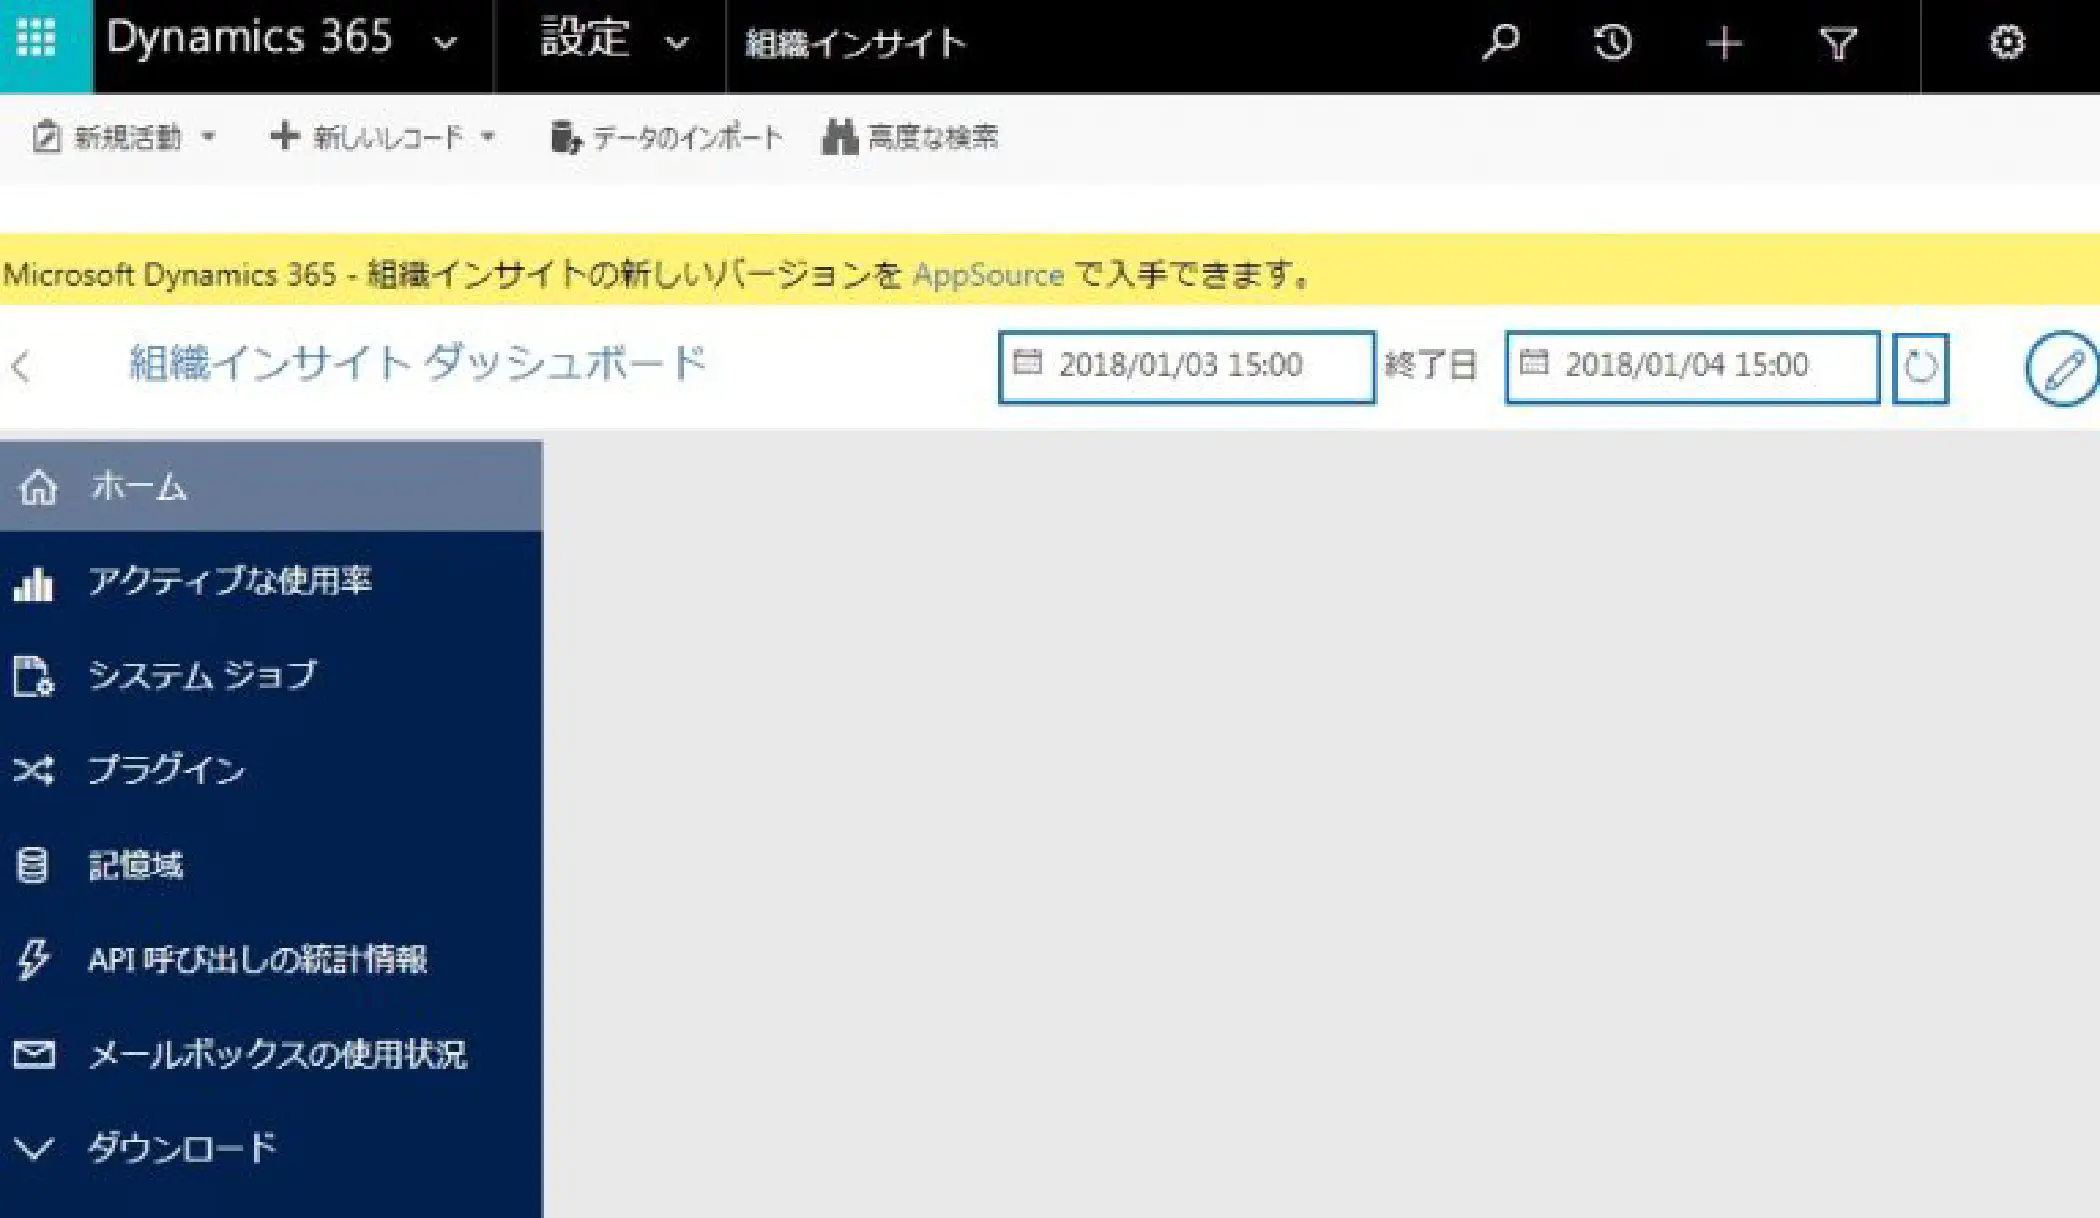 Dynamics 365 設定 組織インサイト
新規活動 新しいレコード データのインポート 高度な検索
Microsoft Dynamics 365 - 組織インサイトの新しいバージョンを AppSource で入手できます。
組織インサイト ダッシュボード 2018/01/03 15:00 終了日 2018/01/04 15:00
ホーム
アクティブな使用率
システム ジョブ
プラグイン
記憶域
API 呼び出しの統計情報
メールボックスの使用状況
ダウンロード